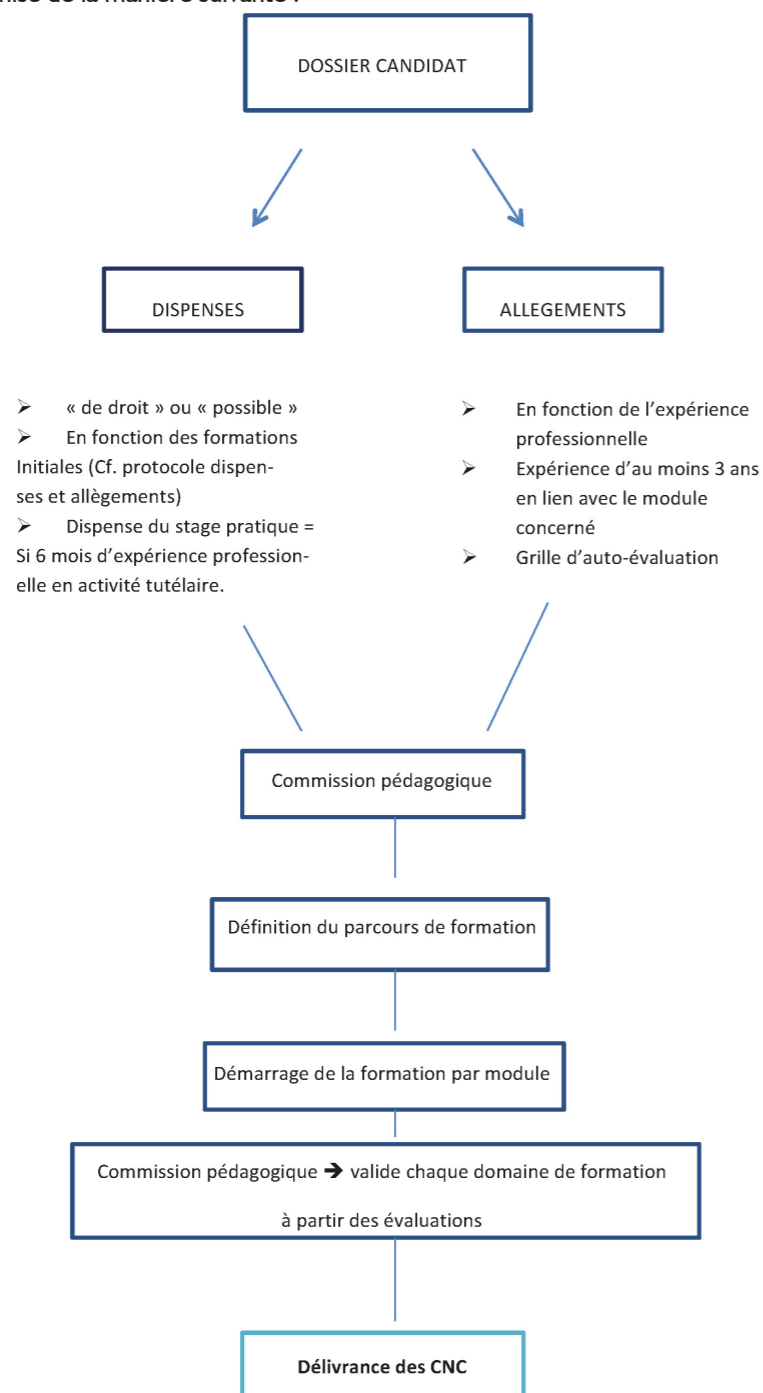 DOSSIER CANDIDAT
DISPENSES
ALLEGEMENTS
➢ « de droit » ou « possible »
➢ En fonction des formations
Initiales (Cf. protocole dispen-
ses et allègements)
➢ Dispense du stage pratique =
Si 6 mois d’expérience profession-
elle en activité tutélaire.
➢ En fonction de l’expérience
professionnelle
➢ Expérience d’au moins 3 ans
en lien avec le module
concerné
➢ Grille d’auto-évaluation
Commission pédagogique
Définition du parcours de formation
Démarrage de la formation par module
Commission pédagogique ➔ valide chaque domaine de formation
à partir des évaluations
Délivrance des CNC